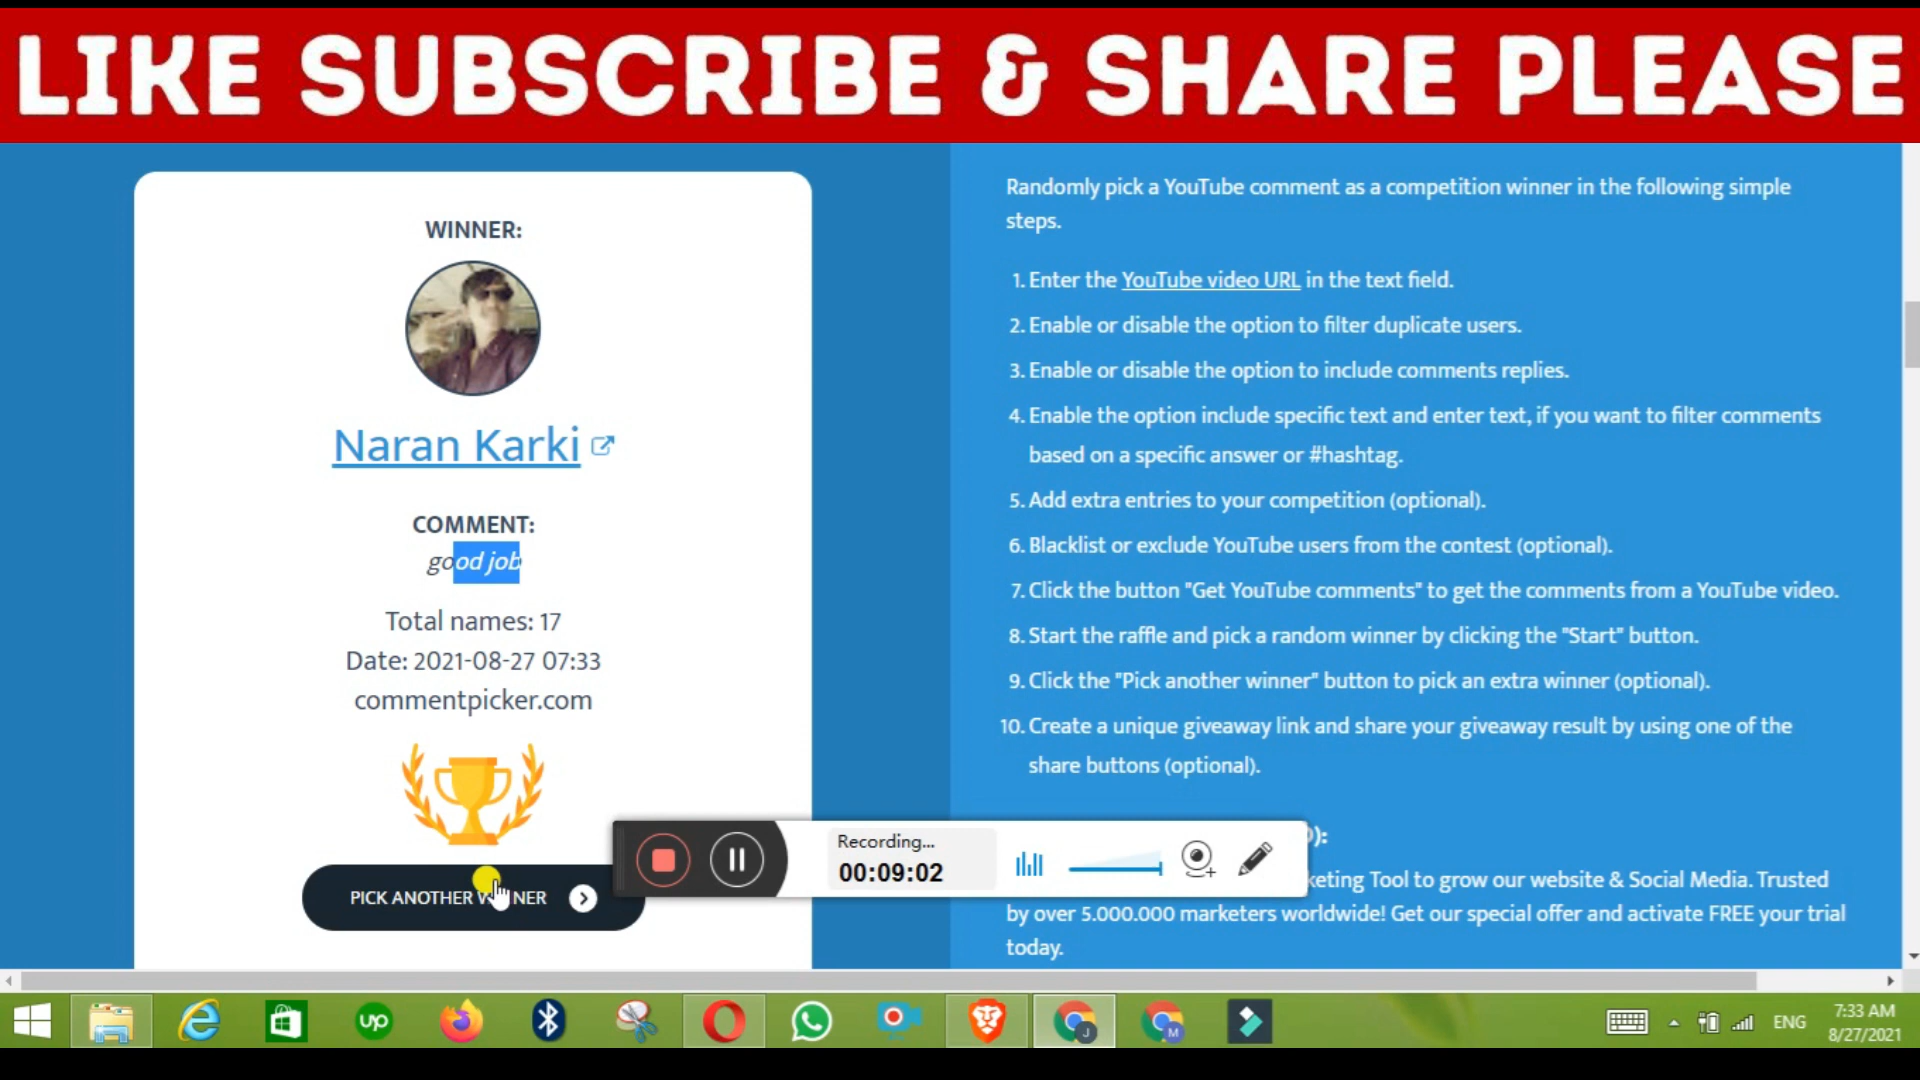 LIKE SUBSCRIBE & SHARE PLEASE
WINNER:
Naran Karki
COMMENT:
good job
Total names: 17
Date: 2021-08-27 07:33
commentpicker.com
PICK ANOTHER W NER
Randomly pick a YouTube comment as a competition winner in the following simple
steps.
1. Enter the YouTube video URL in the text field.
2. Enable or disable the option to filter duplicate users.
3. Enable or disable the option to include comments replies.
4. Enable the option include specific text and enter text, if you want to filter comments
based on a specific answer or #hashtag.
5. Add extra entries to your competition (optional).
6. Blacklist or exclude YouTube users from the contest (optional).
7. Click the button "Get YouTube comments" to get the comments from a YouTube video.
8. Start the raffle and pick a random winner by clicking the "Start" button.
9. Click the "Pick another winner" button to pick an extra winner (optional).
10. Create a unique giveaway link and share your giveaway result by using one of the
share buttons (optional).
):
keting Tool to grow our website & Social Media. Trusted
by over 5.000.000 marketers worldwide! Get our special offer and activate FREE your trial
today.
Recording...
00:09:02
up
J
M
ENG
7:33 AM
8/27/2021